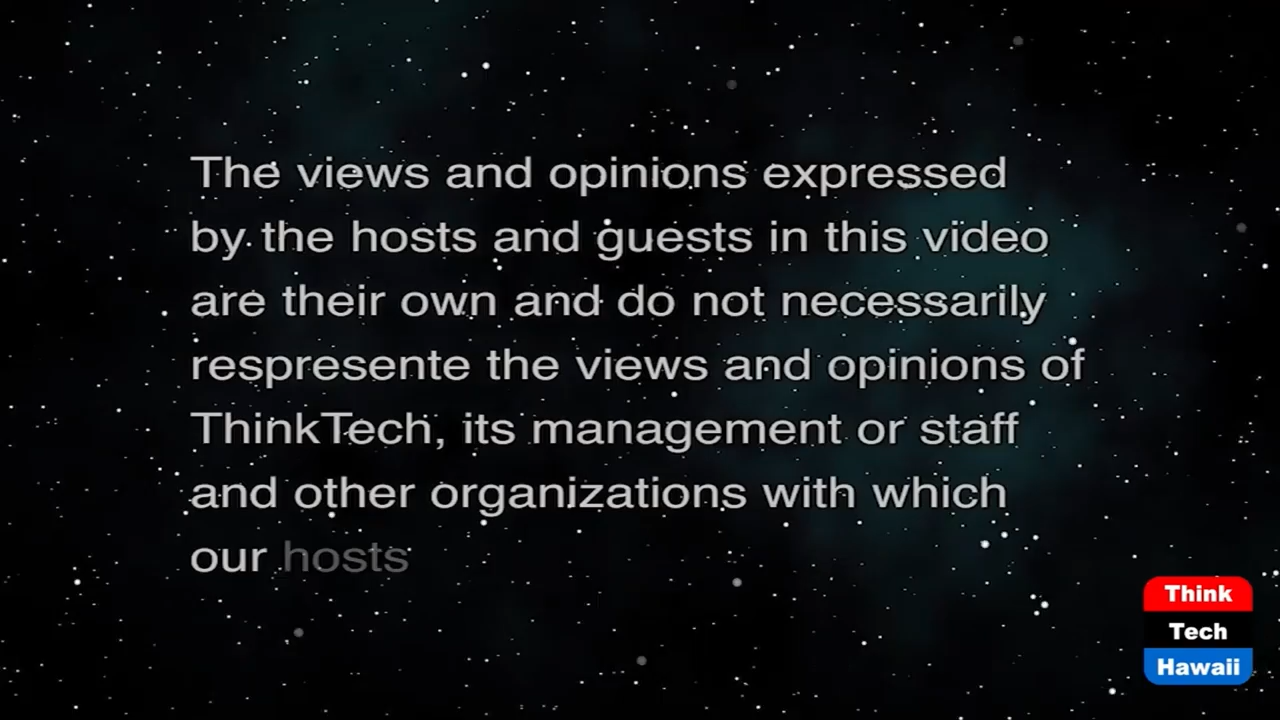 The views and opinions expressed
by the hosts and guests in this video
are their own and do not necessarily
respresente the views and opinions of
ThinkTech, its management or staff
and other organizations with which
our hosts
Think
Tech
Hawaii